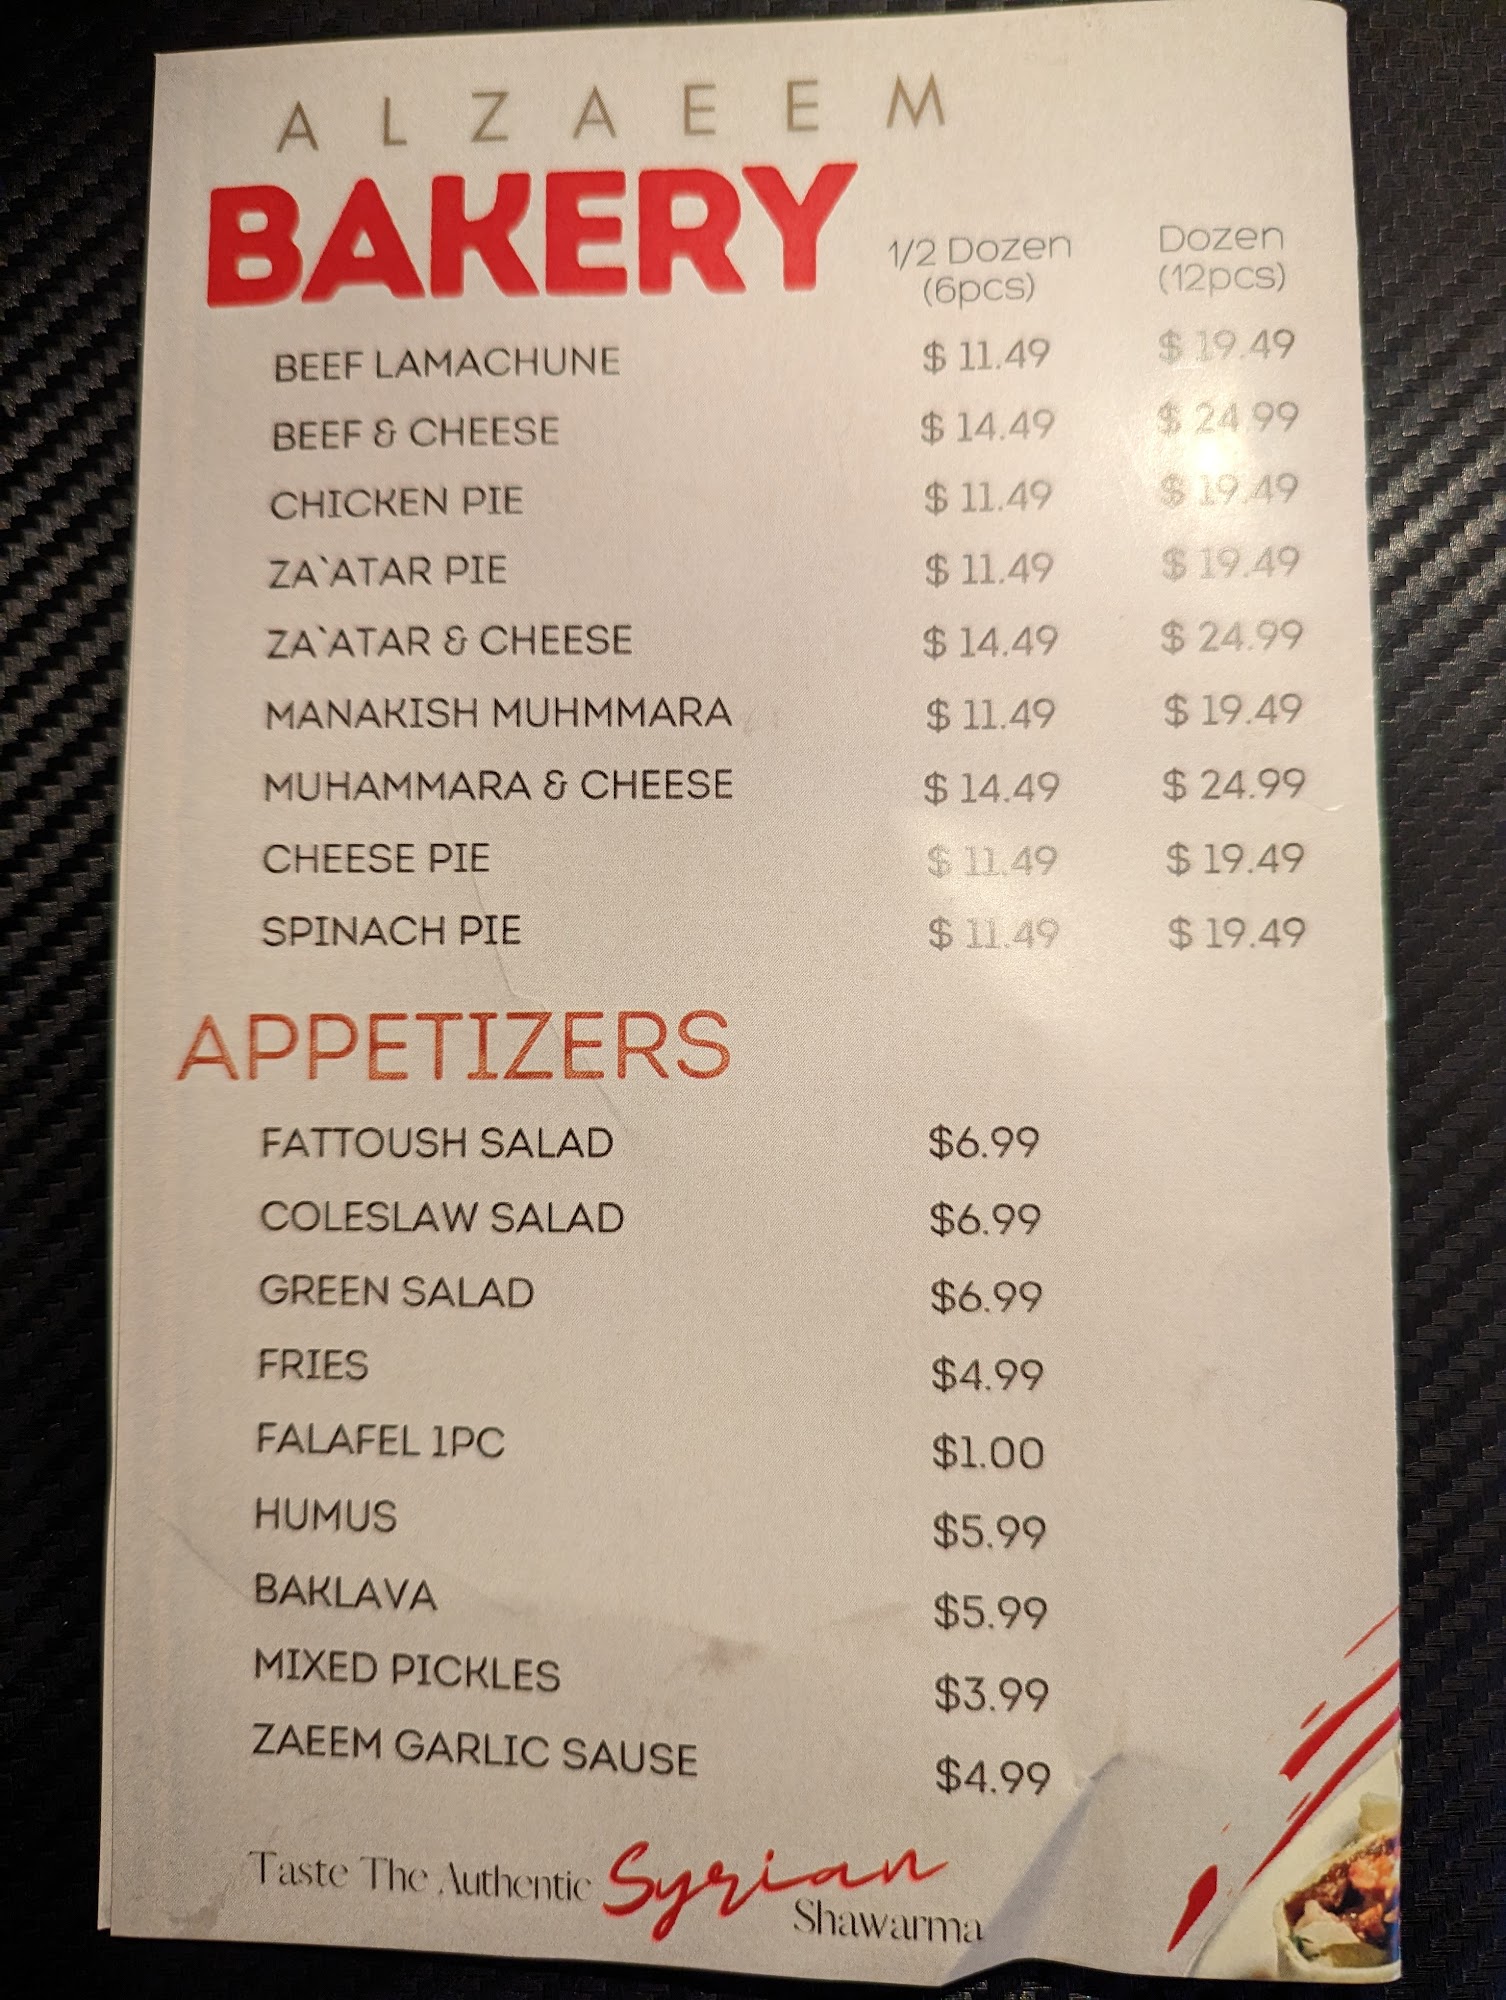 ALZAEEM
BAKERY 1/2 Dozen (6pcs) Dozen (12pcs)
BEEF LAMACHUNE $ 11.49 $ 19.49
BEEF & CHEESE $ 14.49 $ 24.99
CHICKEN PIE $ 11.49 $ 19.49
ZA`ATAR PIE $ 11.49 $ 19.49
ZA`ATAR & CHEESE $ 14.49 $ 24.99
MANAKISH MUHMMARA $ 11.49 $ 19.49
MUHAMMARA & CHEESE $ 14.49 $ 24.99
CHEESE PIE $ 11.49 $ 19.49
SPINACH PIE $ 11.49 $ 19.49
APPETIZERS
FATTOUSH SALAD $6.99
COLESLAW SALAD $6.99
GREEN SALAD $6.99
FRIES $4.99
FALAFEL 1PC $1.00
HUMUS $5.99
BAKLAVA $5.99
MIXED PICKLES $3.99
ZAEEM GARLIC SAUSE $4.99
Taste The Authentic Syrian
Shawarma